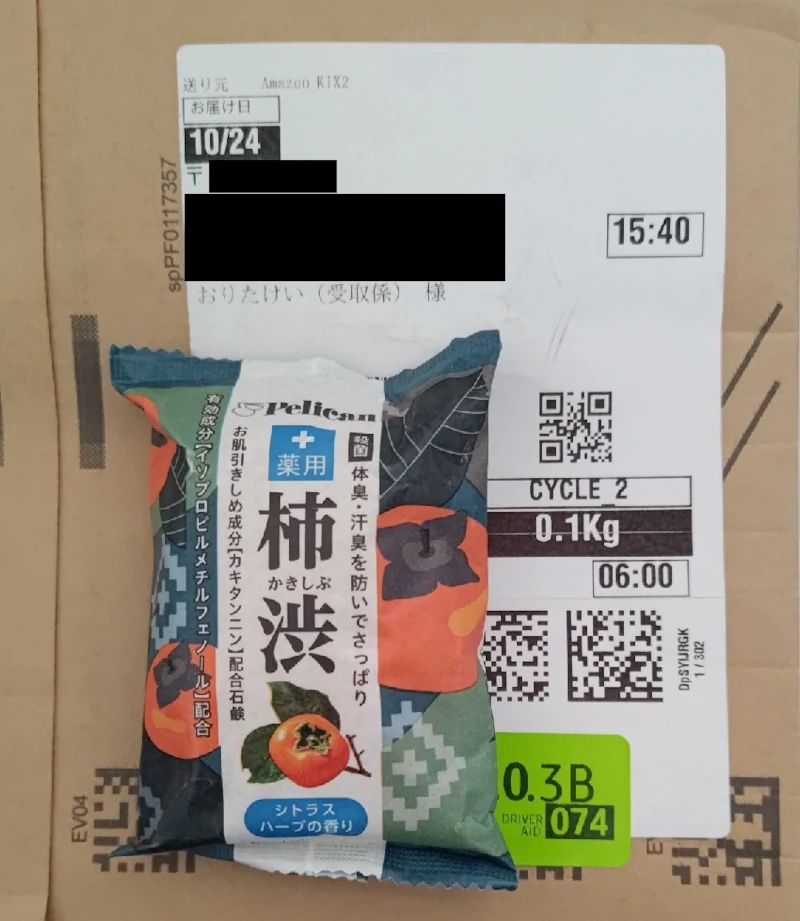 送り元 Amazon KIX2
お届け日
10/24
〒
spPF0117357
15:40
おりたけい（受取係） 様
CYCLE_2
0.1Kg
06:00
DpSYIJRGK
1 / 302
0.3B
DRIVER
AID
074
EV04
Pelican
薬用
殺菌
体臭・汗臭を防いでさっぱり
柿渋
かきしぶ
お肌引きしめ成分【カキタンニン】配合石鹸
有効成分【イソプロピルメチルフェノール】配合
シトラス
ハーブの香り